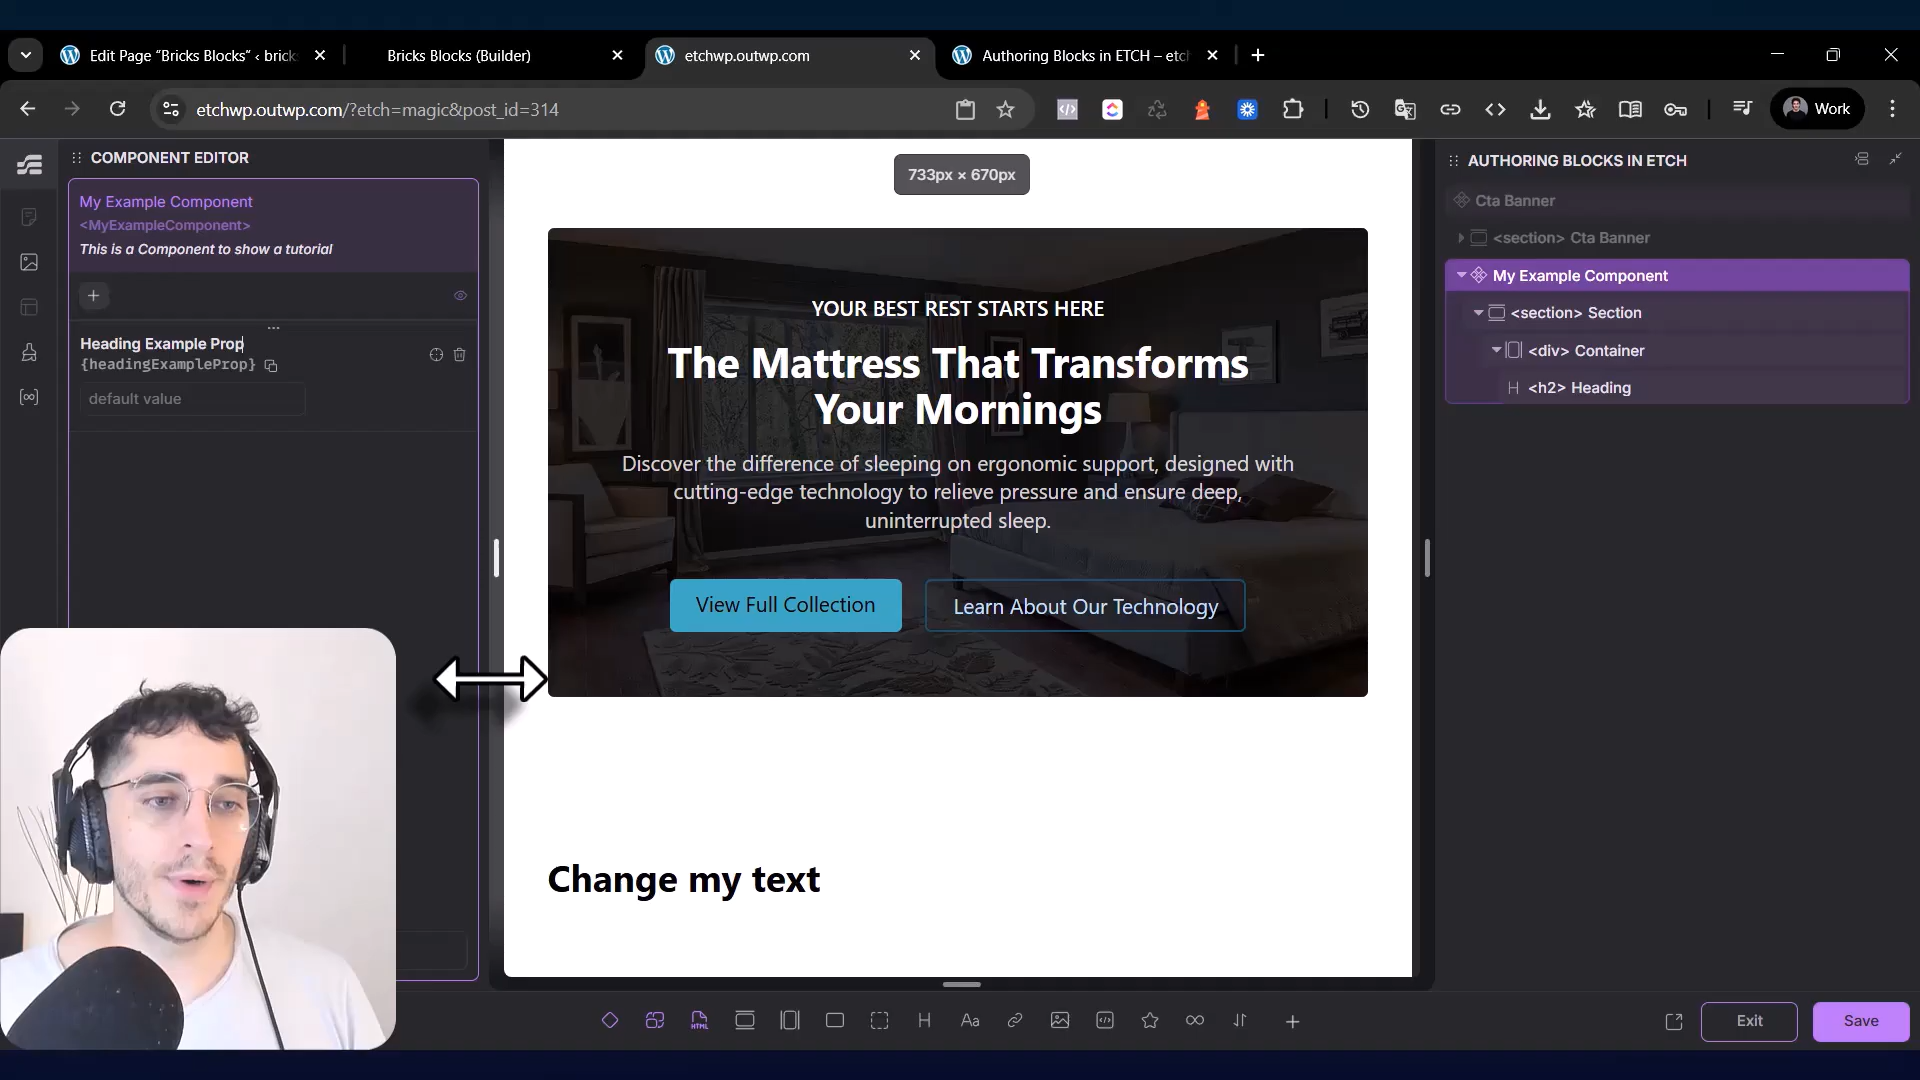 Edit Page “Bricks Blocks” ‹ brick
Bricks Blocks (Builder)
etchwp.outwp.com
Authoring Blocks in ETCH – etc
etchwp.outwp.com/?etch=magic&post_id=314
Work
COMPONENT EDITOR
My Example Component
<MyExampleComponent>
This is a Component to show a tutorial
Heading Example Prop
{headingExampleProp}
default value
733px × 670px
YOUR BEST REST STARTS HERE
The Mattress That Transforms
Your Mornings
Discover the difference of sleeping on ergonomic support, designed with
cutting-edge technology to relieve pressure and ensure deep,
uninterrupted sleep.
View Full Collection
Learn About Our Technology
Change my text
AUTHORING BLOCKS IN ETCH
Cta Banner
<section> Cta Banner
My Example Component
<section> Section
<div> Container
H <h2> Heading
HTML
H
Aa
Exit
Save